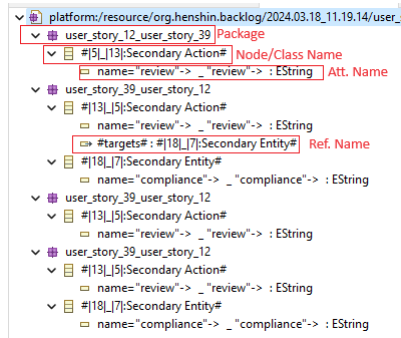 platform:/resource/org.henshin.backlog/2024.03.18_11.19.14/user_
user_story_12_user_story_39 Package
#|5|_|13|:Secondary Action# Node/Class Name
name="review"-> _ "review"-> : EString Att. Name
user_story_39_user_story_12
#|13|_|5|:Secondary Action#
name="review"-> _ "review"-> : EString
#targets# : #|18|_|7|:Secondary Entity# Ref. Name
#|18|_|7|:Secondary Entity#
name="compliance"-> _ "compliance"-> : EString
user_story_39_user_story_12
#|13|_|5|:Secondary Action#
name="review"-> _ "review"-> : EString
user_story_39_user_story_12
#|13|_|5|:Secondary Action#
name="review"-> _ "review"-> : EString
#|18|_|7|:Secondary Entity#
name="compliance"-> _ "compliance"-> : EString